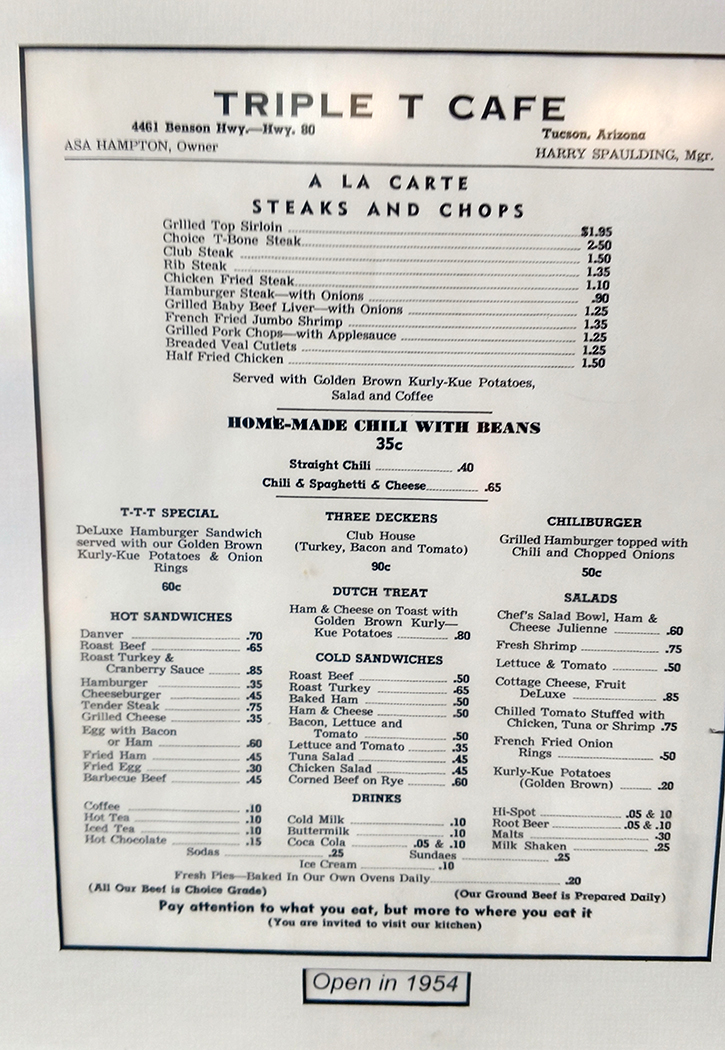 TRIPLE T CAFE
4461 Benson Hwy.—Hwy. 80
Tucson, Arizona
ASA HAMPTON, Owner
HARRY SPAULDING, Mgr.
A LA CARTE
STEAKS AND CHOPS
Grilled Top Sirloin $1.95
Choice T-Bone Steak 2.50
Club Steak 1.50
Rib Steak 1.35
Chicken Fried Steak 1.10
Hamburger Steak—with Onions .90
Grilled Baby Beef Liver—with Onions 1.25
French Fried Jumbo Shrimp 1.35
Grilled Pork Chops—with Applesauce 1.25
Breaded Veal Cutlets 1.25
Half Fried Chicken 1.50
Served with Golden Brown Kurly-Kue Potatoes,
Salad and Coffee
HOME-MADE CHILI WITH BEANS
35c
Straight Chili .40
Chili & Spaghetti & Cheese .65
T-T-T SPECIAL
DeLuxe Hamburger Sandwich
served with our Golden Brown
Kurly-Kue Potatoes & Onion
Rings
60c
HOT SANDWICHES
Danver .70
Roast Beef .65
Roast Turkey &
Cranberry Sauce .85
Hamburger .35
Cheeseburger .45
Tender Steak .75
Grilled Cheese .35
Egg with Bacon
or Ham .60
Fried Ham .45
Fried Egg .30
Barbecue Beef .45
THREE DECKERS
Club House
(Turkey, Bacon and Tomato)
90c
DUTCH TREAT
Ham & Cheese on Toast with
Golden Brown Kurly—
Kue Potatoes .80
COLD SANDWICHES
Roast Beef .50
Roast Turkey .65
Baked Ham .50
Ham & Cheese .50
Bacon, Lettuce and
Tomato .50
Lettuce and Tomato .35
Tuna Salad .45
Chicken Salad .45
Corned Beef on Rye .60
CHILIBURGER
Grilled Hamburger topped with
Chili and Chopped Onions
50c
SALADS
Chef's Salad Bowl, Ham &
Cheese Julienne .60
Fresh Shrimp .75
Lettuce & Tomato .50
Cottage Cheese, Fruit
DeLuxe .85
Chilled Tomato Stuffed with
Chicken, Tuna or Shrimp .75
French Fried Onion
Rings .50
Kurly-Kue Potatoes
(Golden Brown) .20
DRINKS
Coffee .10
Hot Tea .10
Iced Tea .10
Hot Chocolate .15
Cold Milk .10
Buttermilk .10
Coca Cola .05 & .10
Hi-Spot .05 & 10
Root Beer .05 & .10
Malts .30
Milk Shaken .25
Sodas .25
Sundaes .25
Ice Cream .10
Fresh Pies—Baked In Our Own Ovens Daily .20
(All Our Beef is Choice Grade)
(Our Ground Beef is Prepared Daily)
Pay attention to what you eat, but more to where you eat it
(You are invited to visit our kitchen)
Open in 1954